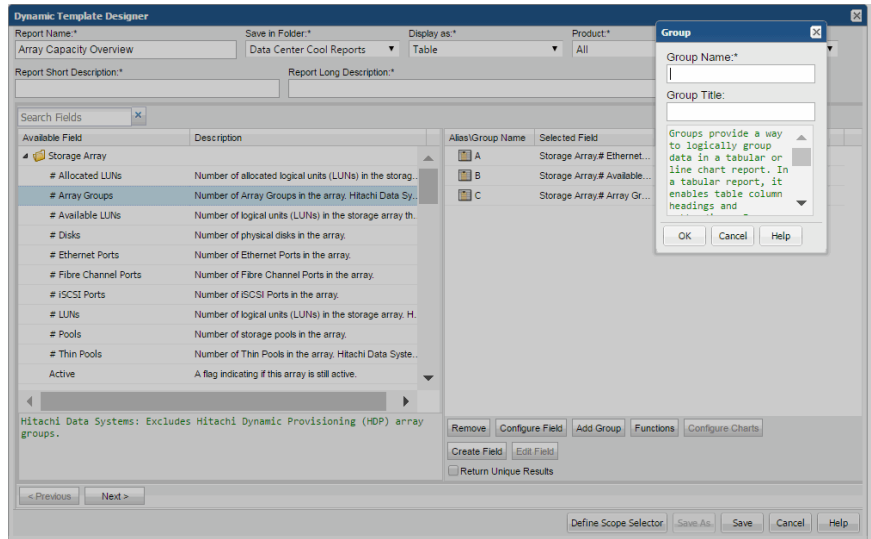 Dynamic Template Designer
Report Name:*
Save in Folder:*
Display as:*
Product:*
Array Capacity Overview
Data Center Cool Reports
Table
All
Report Short Description:*
Report Long Description:*
Search Fields
Available Field
Description
Storage Array
# Allocated LUNs
Number of allocated logical units (LUNs) in the storag..
# Array Groups
Number of Array Groups in the array. Hitachi Data Sy..
# Available LUNs
Number of logical units (LUNs) in the storage array th..
# Disks
Number of physical disks in the array.
# Ethernet Ports
Number of Ethernet Ports in the array.
# Fibre Channel Ports
Number of Fibre Channel Ports in the array.
# iSCSI Ports
Number of iSCSI Ports in the array.
# LUNs
Number of logical units (LUNs) in the storage array. H.
# Pools
Number of storage pools in the array.
# Thin Pools
Number of Thin Pools in the array. Hitachi Data Syste..
Active
A flag indicating if this array is still active.
Hitachi Data Systems: Excludes Hitachi Dynamic Provisioning (HDP) array
groups.
Alias\Group Name
Selected Field
A
Storage Array.# Ethernet...
B
Storage Array.# Available...
C
Storage Array.# Array Gr...
Group
Group Name:*
Group Title:
Groups provide a way
to logically group
data in a tabular or
line chart report. In
a tabular report, it
enables table column
headings and
OK
Cancel
Help
Remove
Configure Field
Add Group
Functions
Configure Charts
Create Field
Edit Field
Return Unique Results
< Previous
Next >
Define Scope Selector
Save As
Save
Cancel
Help